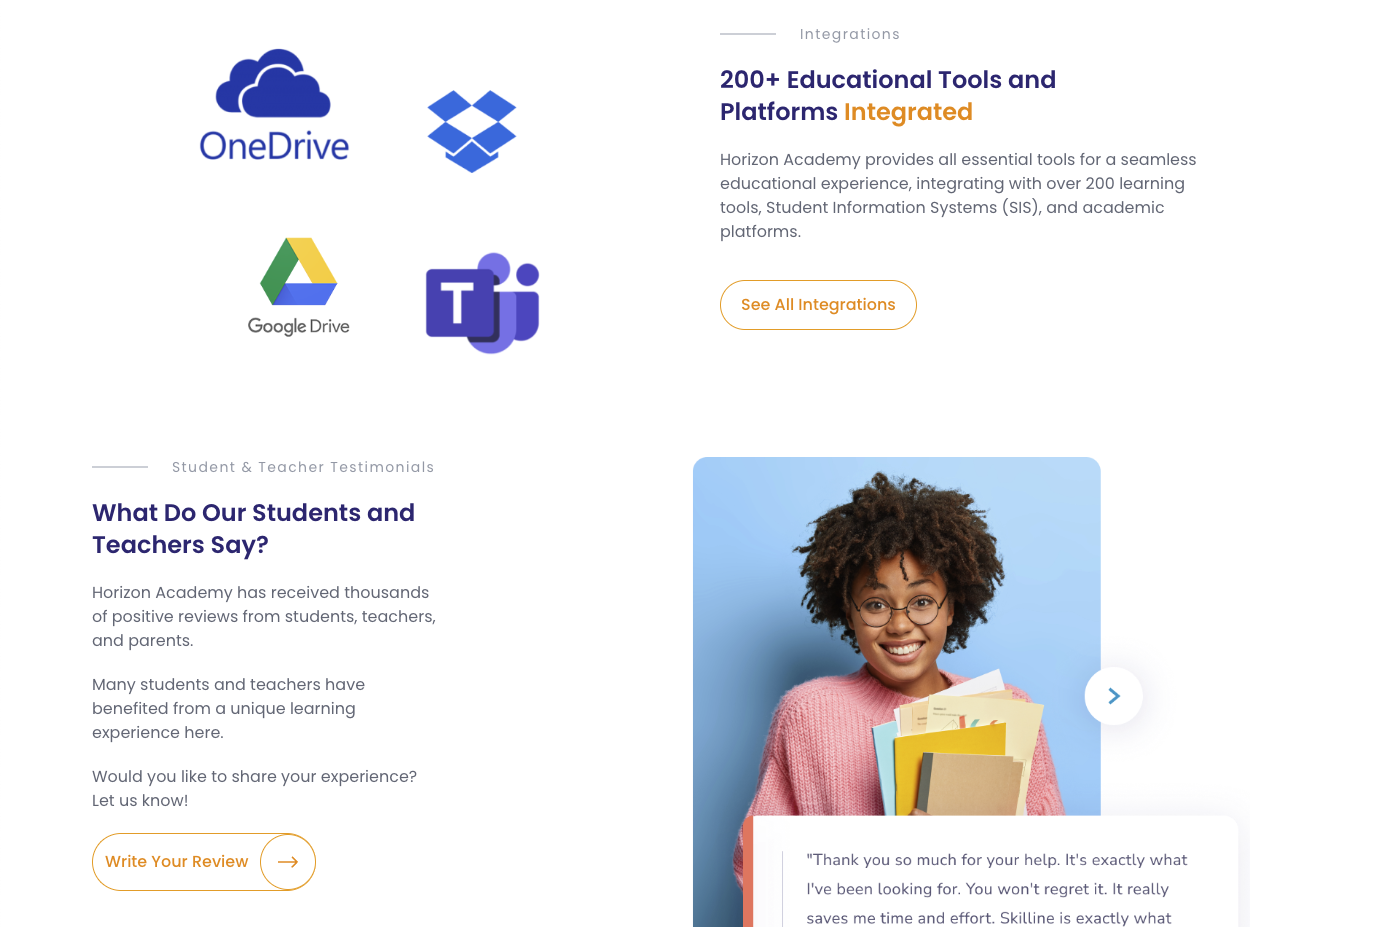 OneDrive
Google Drive
T
Integrations
200+ Educational Tools and
Platforms Integrated
Horizon Academy provides all essential tools for a seamless
educational experience, integrating with over 200 learning
tools, Student Information Systems (SIS), and academic
platforms.
See All Integrations
Student & Teacher Testimonials
What Do Our Students and
Teachers Say?
Horizon Academy has received thousands
of positive reviews from students, teachers,
and parents.
Many students and teachers have
benefited from a unique learning
experience here.
Would you like to share your experience?
Let us know!
Write Your Review
"Thank you so much for your help. It's exactly what
I've been looking for. You won't regret it. It really
saves me time and effort. Skilline is exactly what